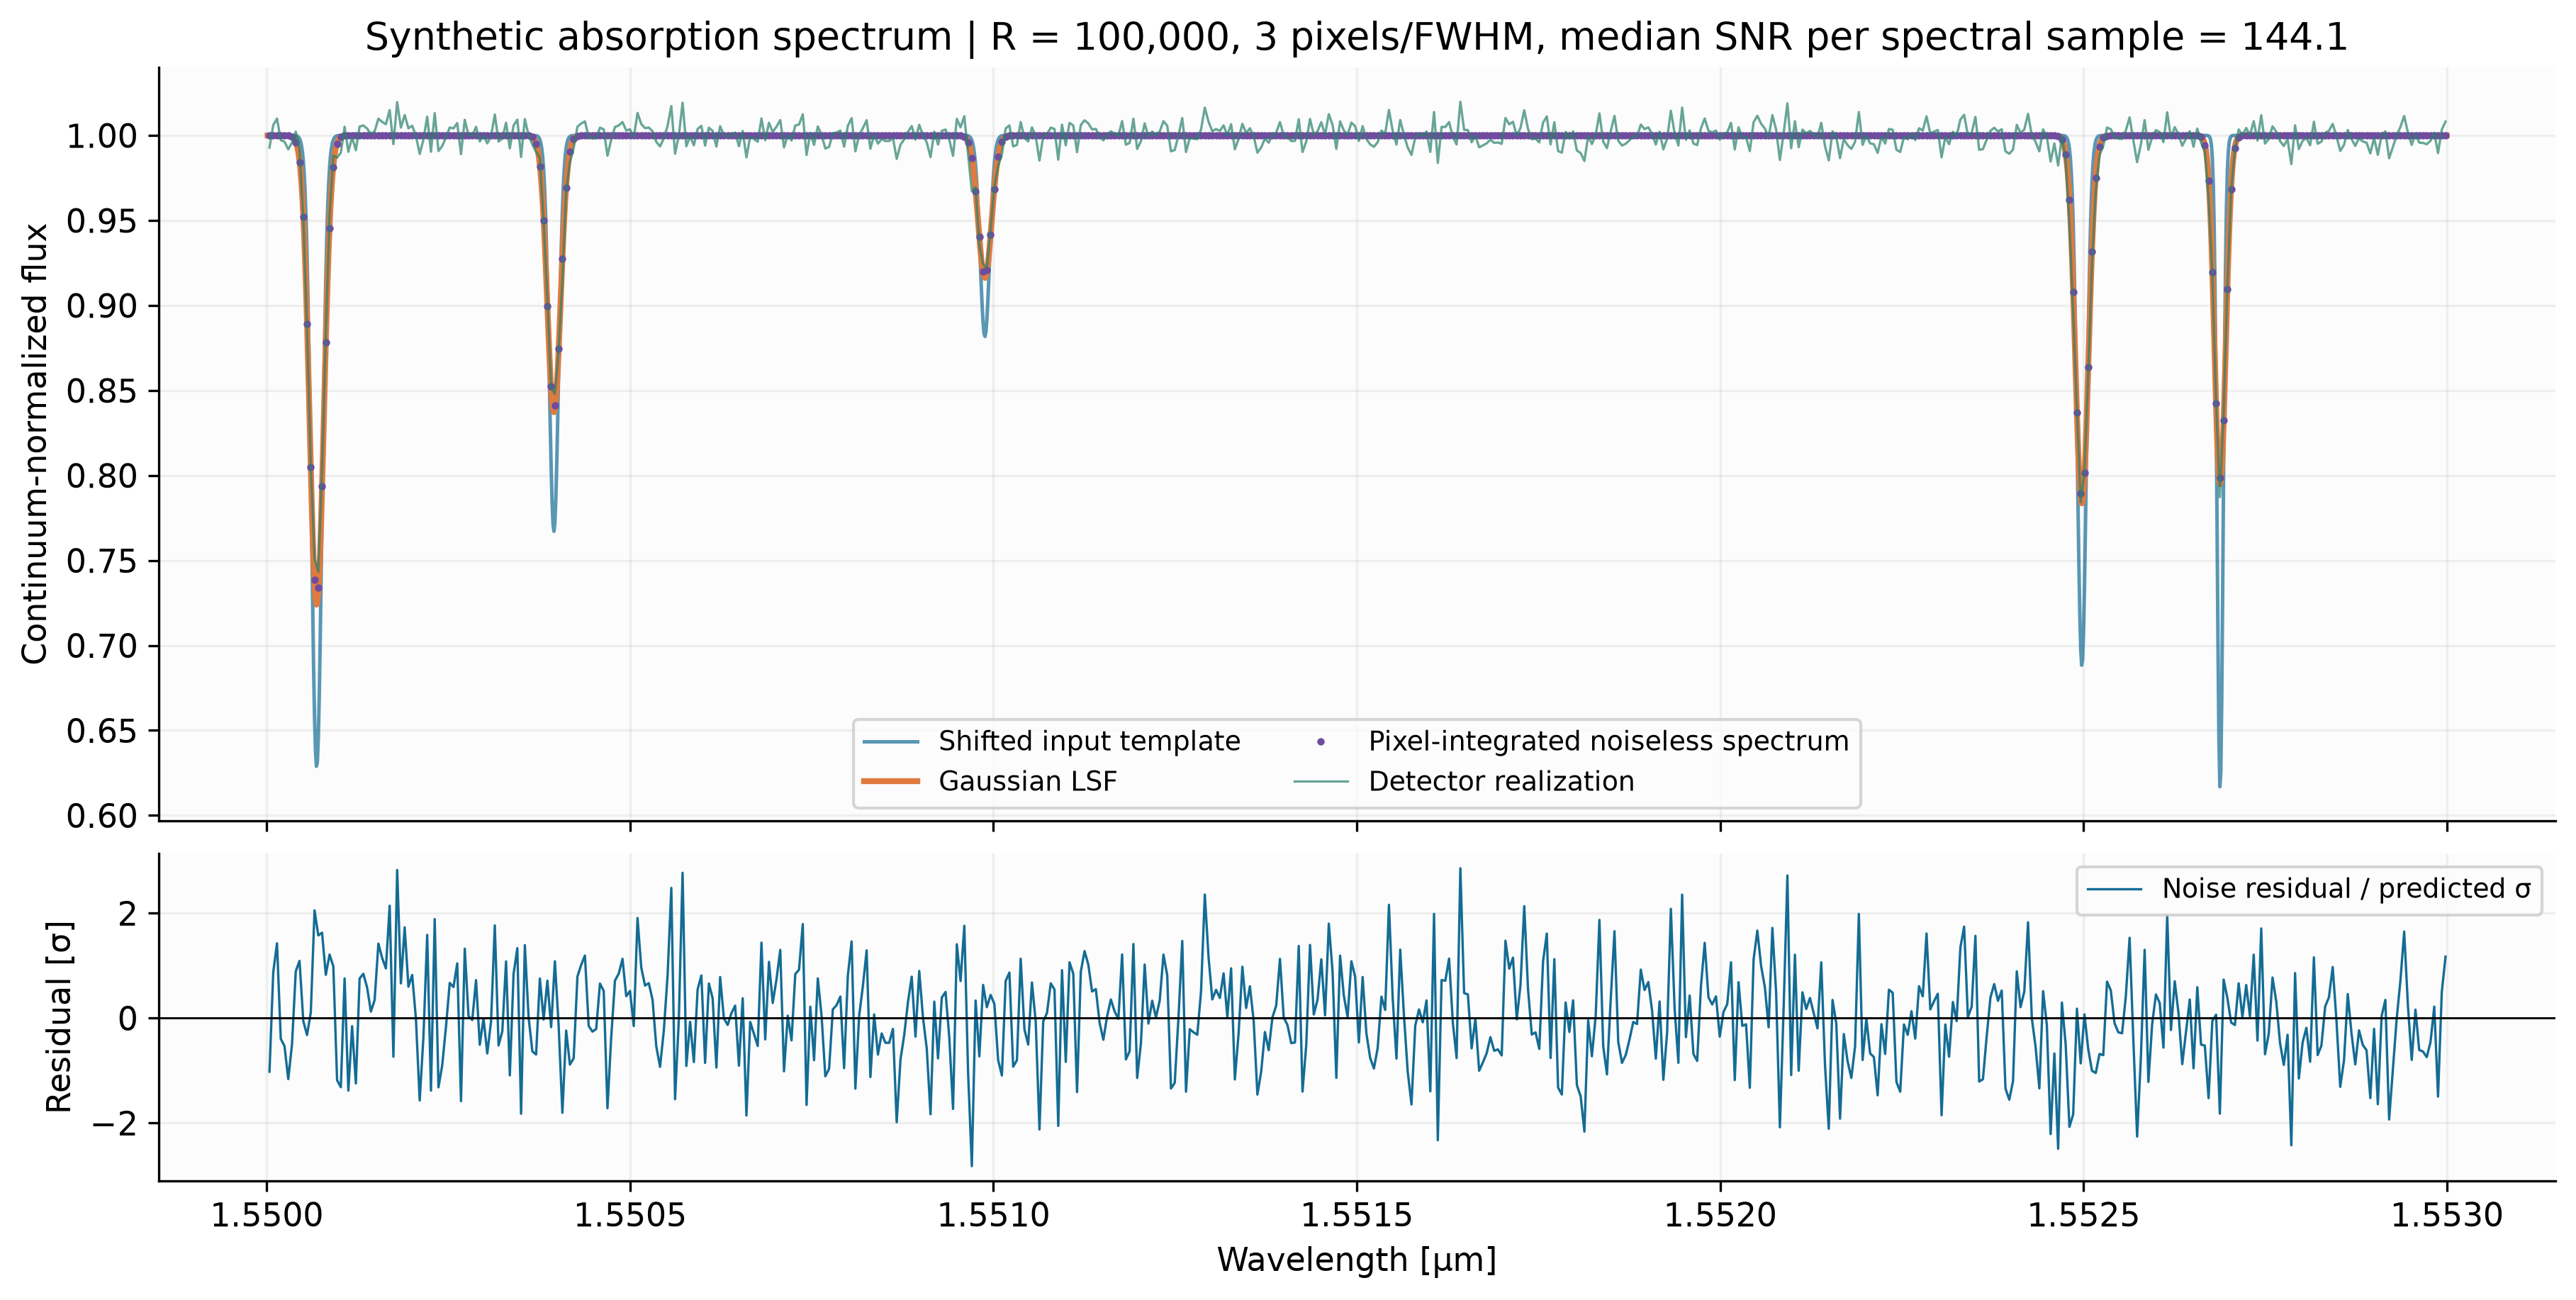 Synthetic absorption spectrum | R = 100,000, 3 pixels/FWHM, median SNR per spectral sample = 144.1
Continuum-normalized flux
1.00
0.95
0.90
0.85
0.80
0.75
0.70
0.65
0.60
Shifted input template
Gaussian LSF
Pixel-integrated noiseless spectrum
Detector realization
Residual [σ]
2
0
−2
Noise residual / predicted σ
1.5500 1.5505 1.5510 1.5515 1.5520 1.5525 1.5530
Wavelength [μm]